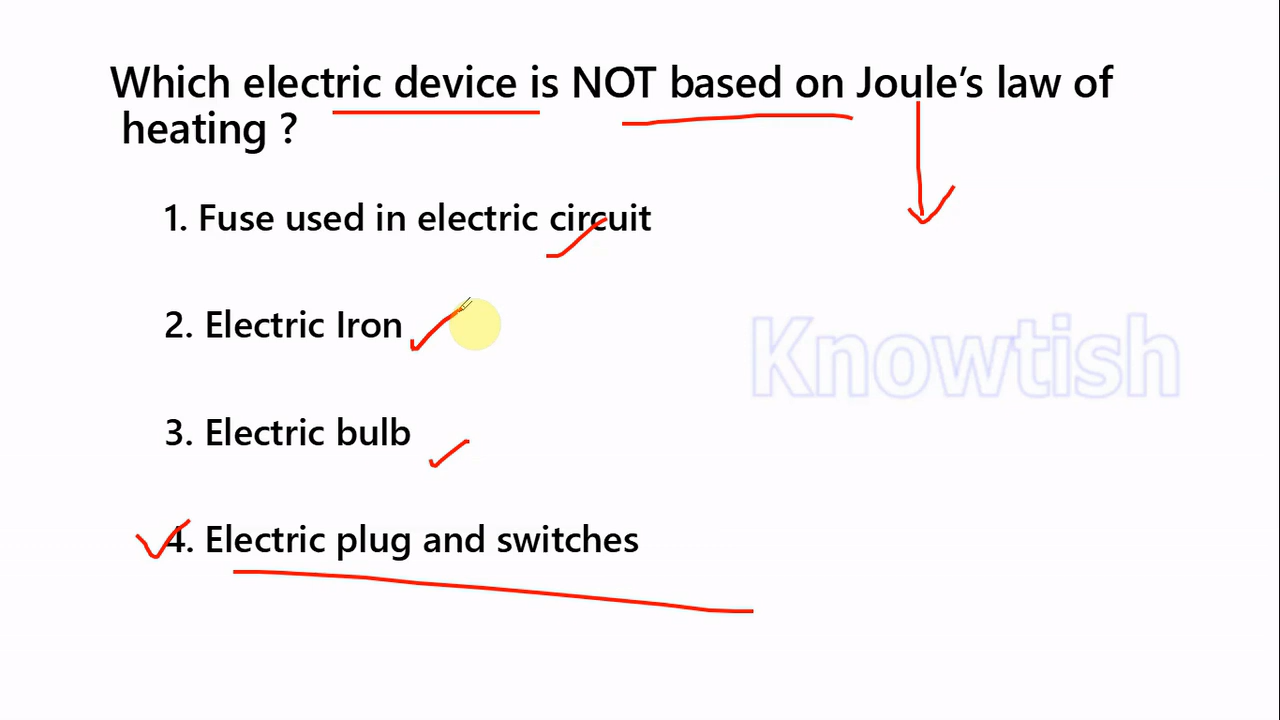 Which electric device is NOT based on Joule's law of
heating ?
1. Fuse used in electric circuit
2. Electric Iron
Knowtish
3. Electric bulb
4. Electric plug and switches